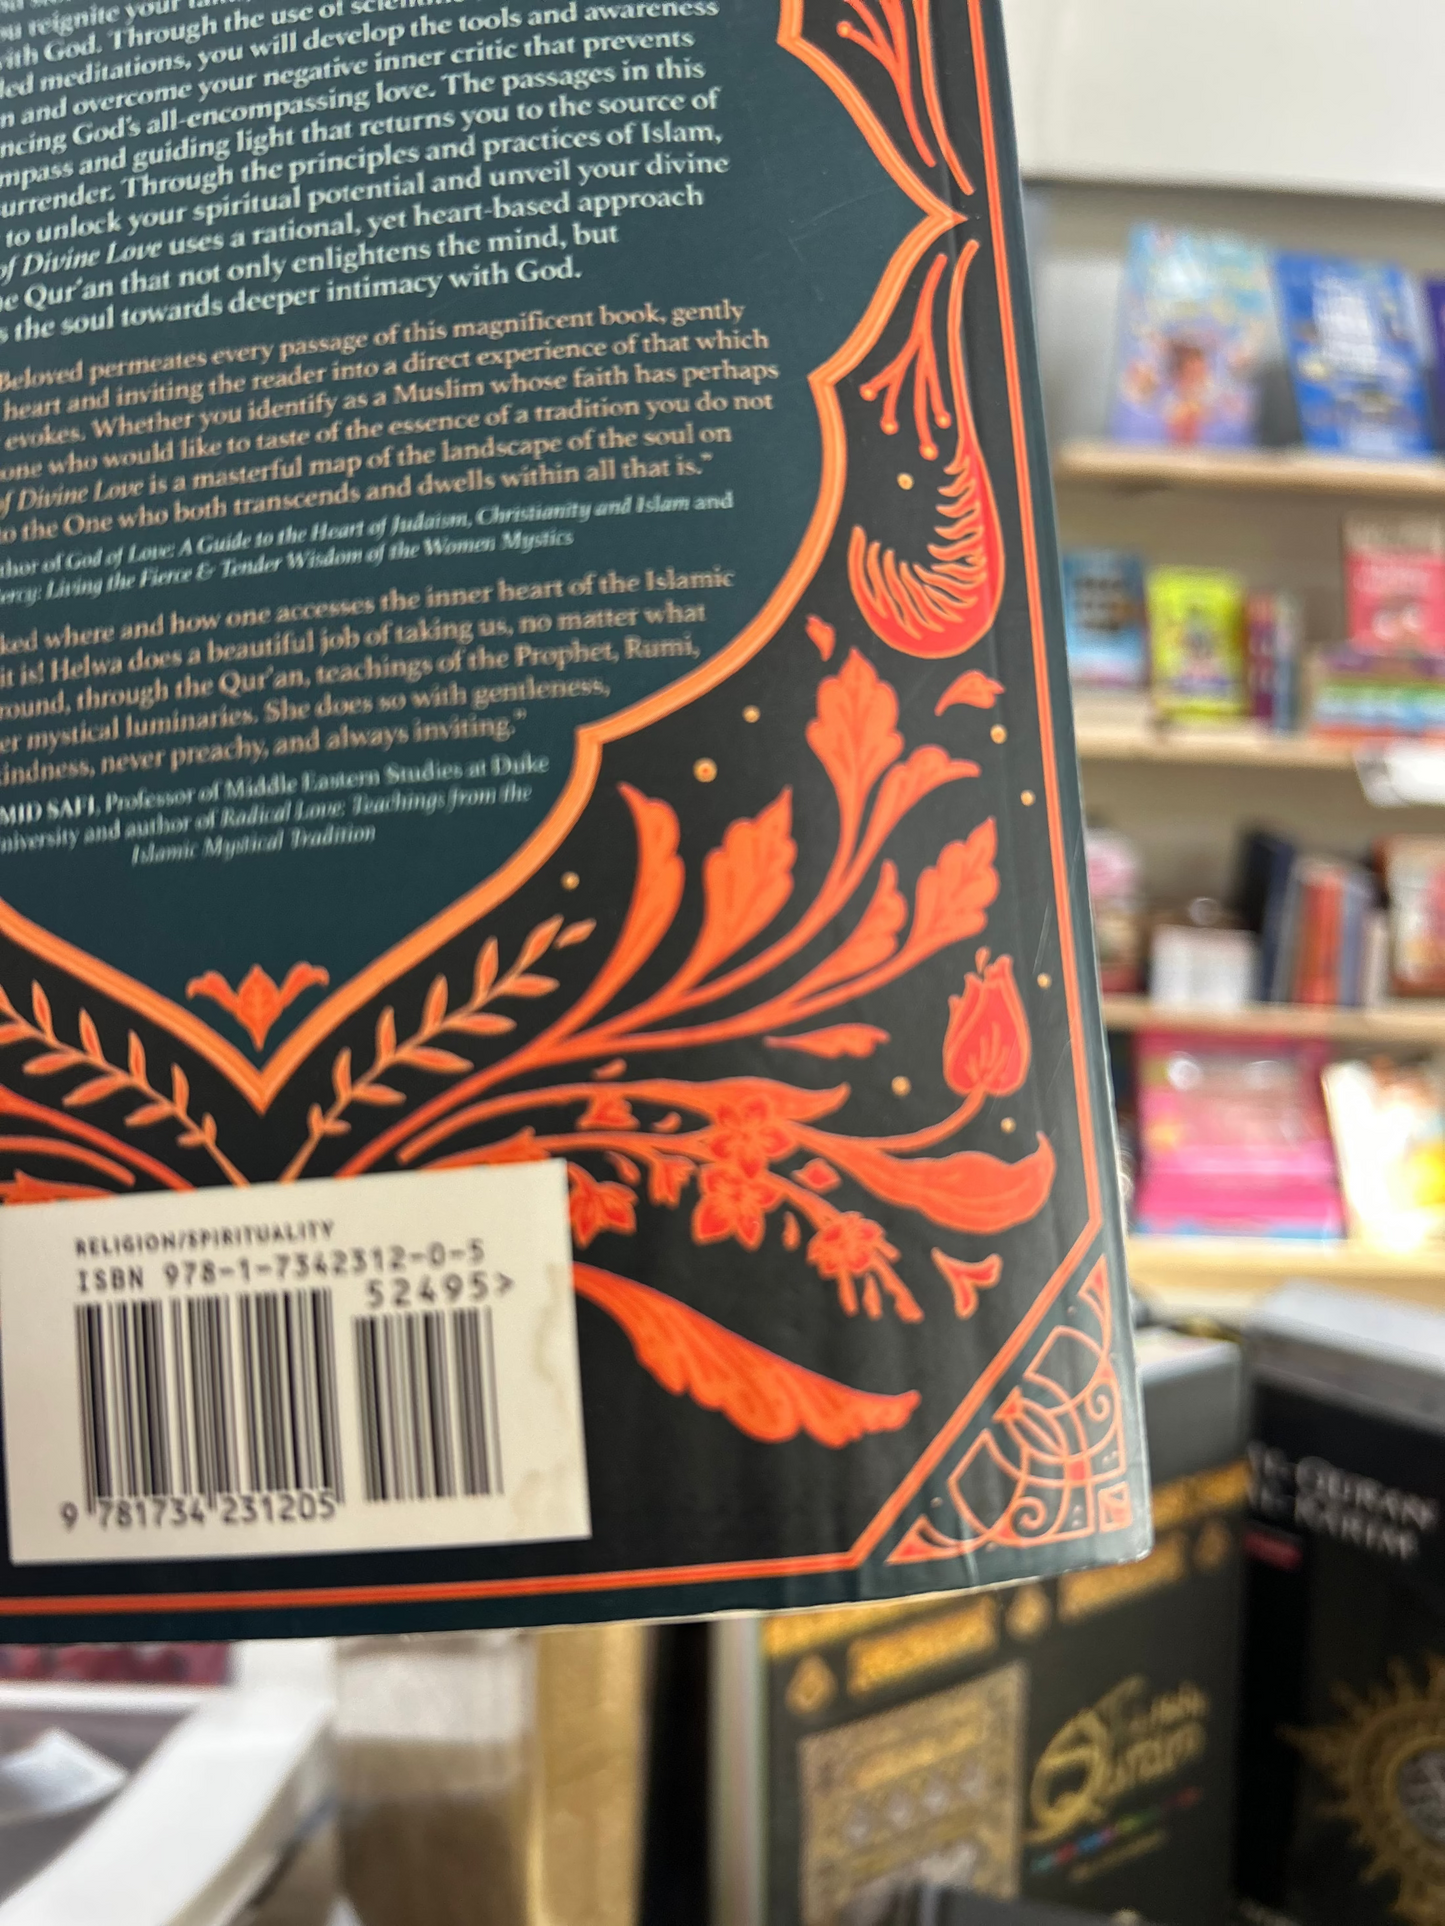 ou reignite your
with God. Through the use of
led meditations, you will develop the tools and awareness
n and overcome your negative inner critic that prevents
ncing God's all-encompassing love. The passages in this
mpass and guiding light that returns you to the source of
urrender. Through the principles and practices of Islam,
to unlock your spiritual potential and unveil your divine
of Divine Love uses a rational, yet heart-based approach
he Qur'an that not only enlightens the mind, but
s the soul towards deeper intimacy with God.
Beloved permeates every passage of this magnificent book, gently
heart and inviting the reader into a direct experience of that which
evokes. Whether you identify as a Muslim whose faith has perhaps
one who would like to taste of the essence of a tradition you do not
of Divine Love is a masterful map of the landscape of the soul on
to the One who both transcends and dwells within all that is."
thor of God of Love: A Guide to the Heart of Judaism, Christianity and Islam and
ercy: Living the Fierce & Tender Wisdom of the Women Mystics
ked where and how one accesses the inner heart of the Islamic
it is! Helwa does a beautiful job of taking us, no matter what
round, through the Qur'an, teachings of the Prophet, Rumi,
er mystical luminaries. She does so with gentleness,
kindness, never preachy, and always inviting."
MID SAFI, Professor of Middle Eastern Studies at Duke
niversity and author of Radical Love: Teachings from the
Islamic Mystical Tradition
RELIGION/SPIRITUALITY
ISBN 978-1-7342312-0-5
52495>
9 781734 231205
QURAN